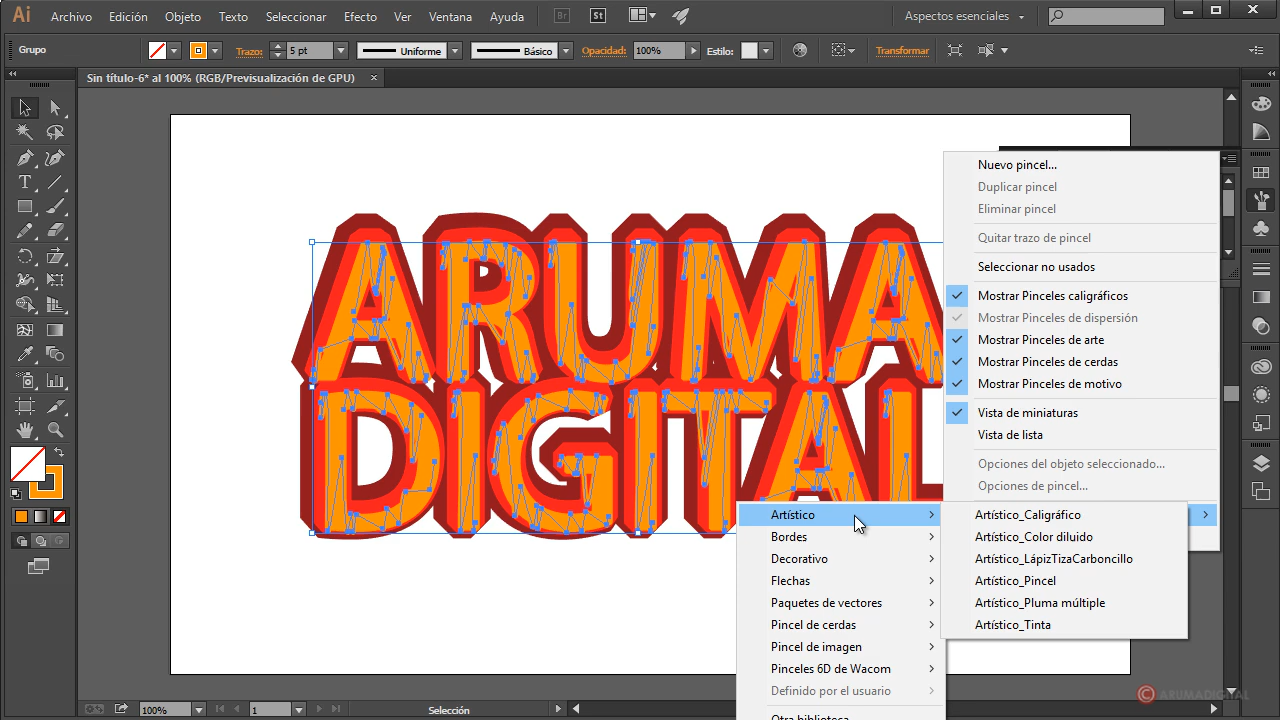 Ai Archivo Edición Objeto Texto Seleccionar Efecto Ver Ventana Ayuda Br St Aspectos esenciales
Grupo Trazo: 5 pt Uniforme Básico Opacidad: 100% Estilo: Transformar
Sin título-6* al 100% (RGB/Previsualización de GPU) ×
ARUMA
DIGITAL
Nuevo pincel...
Duplicar pincel
Eliminar pincel
Quitar trazo de pincel
Seleccionar no usados
Mostrar Pinceles caligráficos
Mostrar Pinceles de dispersión
Mostrar Pinceles de arte
Mostrar Pinceles de cerdas
Mostrar Pinceles de motivo
Vista de miniaturas
Vista de lista
Opciones del objeto seleccionado...
Opciones de pincel...
Artístico
Bordes
Decorativo
Flechas
Paquetes de vectores
Pincel de cerdas
Pincel de imagen
Pinceles 6D de Wacom
Definido por el usuario
Otra biblioteca
Artístico_Caligráfico
Artístico_Color diluido
Artístico_LápizTizaCarboncillo
Artístico_Pincel
Artístico_Pluma múltiple
Artístico_Tinta
© ARUMADIGITAL
100% 1 Selección